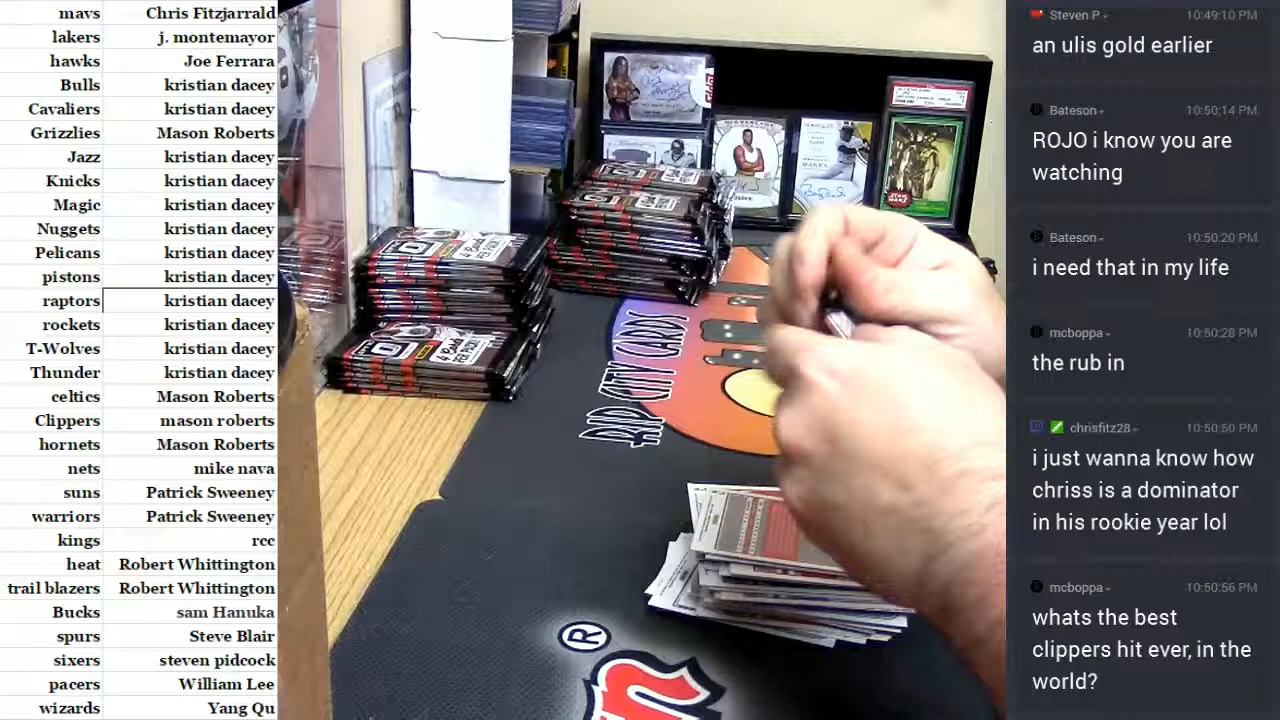 mavs Chris Fitzjarrald
lakers j. montemayor
hawks Joe Ferrara
Bulls kristian dacey
Cavaliers kristian dacey
Grizzlies Mason Roberts
Jazz kristian dacey
Knicks kristian dacey
Magic kristian dacey
Nuggets kristian dacey
Pelicans kristian dacey
pistons kristian dacey
raptors kristian dacey
rockets kristian dacey
T-Wolves kristian dacey
Thunder kristian dacey
celtics Mason Roberts
Clippers mason roberts
hornets Mason Roberts
nets mike nava
suns Patrick Sweeney
warriors Patrick Sweeney
kings rcc
heat Robert Whittington
trail blazers Robert Whittington
Bucks sam Hanuka
spurs Steve Blair
sixers steven pidcock
pacers William Lee
wizards Yang Qu
STAR WARS
RIP CITY CARDS
®
Steven P 10:49:10 PM
an ulis gold earlier
Bateson 10:50:14 PM
ROJO i know you are
watching
Bateson 10:50:20 PM
i need that in my life
mcboppa 10:50:28 PM
the rub in
chrisfitz28 10:50:50 PM
i just wanna know how
chriss is a dominator
in his rookie year lol
mcboppa 10:50:56 PM
whats the best
clippers hit ever, in the
world?